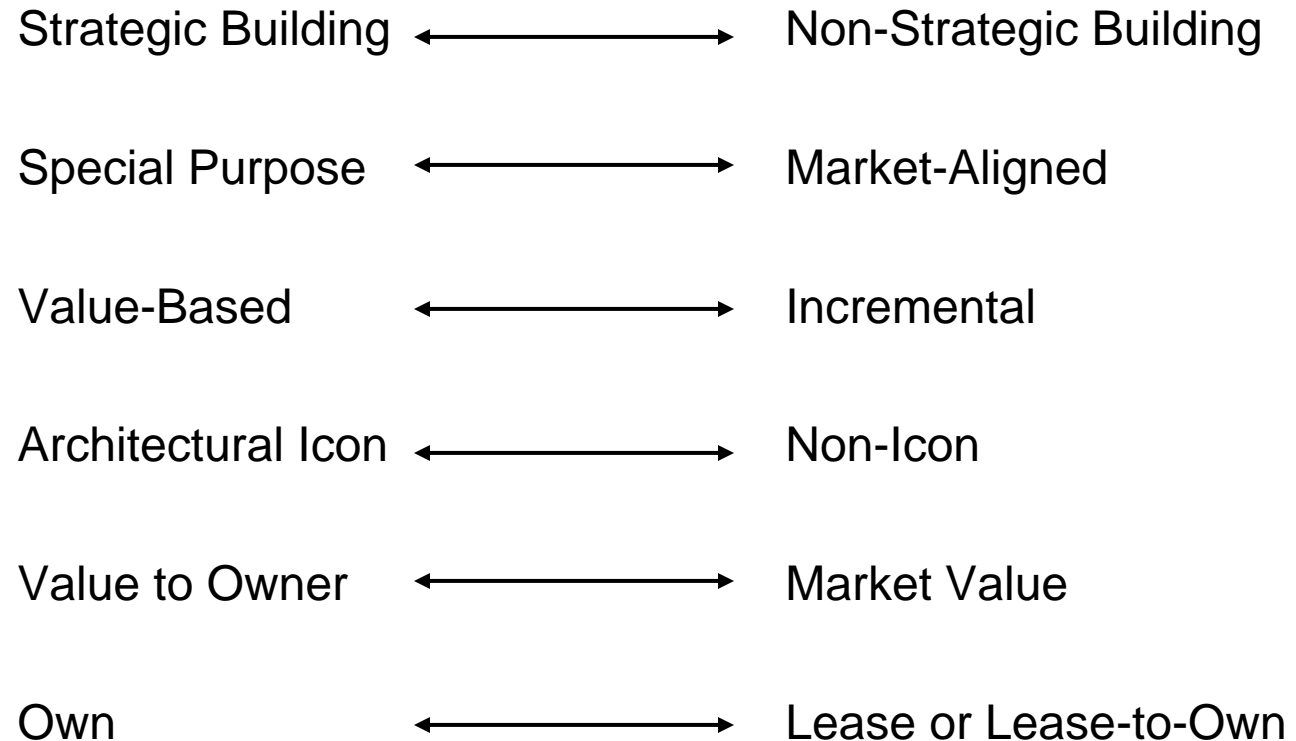 Strategic Building Non-Strategic Building
Special Purpose Market-Aligned
Value-Based Incremental
Architectural Icon Non-Icon
Value to Owner Market Value
Own Lease or Lease-to-Own